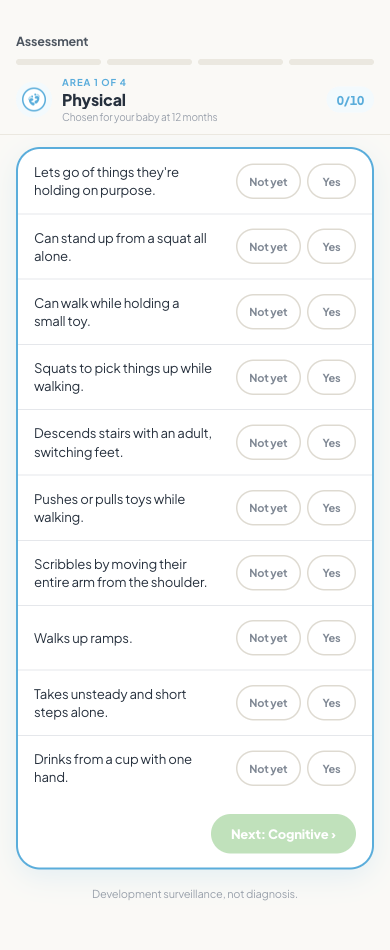 Assessment
AREA 1 OF 4
Physical
Chosen for your baby at 12 months
0/10
Lets go of things they're
holding on purpose.
Not yet
Yes
Can stand up from a squat all
alone.
Not yet
Yes
Can walk while holding a
small toy.
Not yet
Yes
Squats to pick things up while
walking.
Not yet
Yes
Descends stairs with an adult,
switching feet.
Not yet
Yes
Pushes or pulls toys while
walking.
Not yet
Yes
Scribbles by moving their
entire arm from the shoulder.
Not yet
Yes
Walks up ramps.
Not yet
Yes
Takes unsteady and short
steps alone.
Not yet
Yes
Drinks from a cup with one
hand.
Not yet
Yes
Next: Cognitive ›
Development surveillance, not diagnosis.